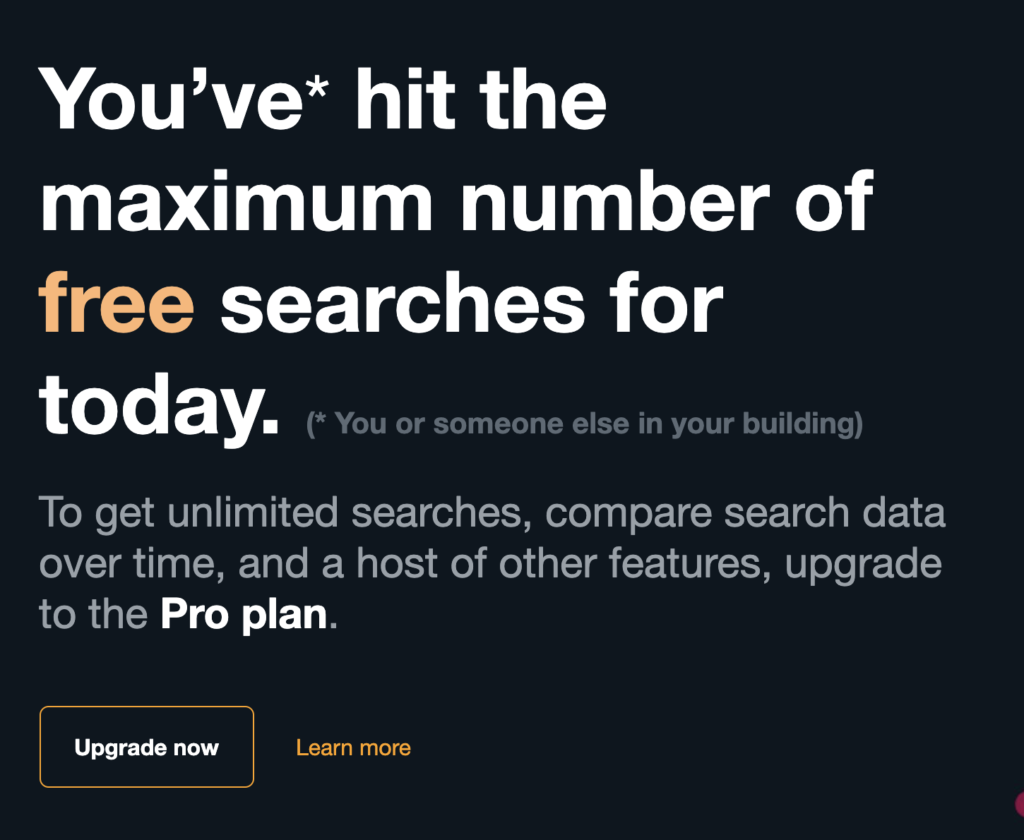 You’ve* hit the
maximum number of
free searches for
today. (* You or someone else in your building)
To get unlimited searches, compare search data
over time, and a host of other features, upgrade
to the Pro plan.
Upgrade now Learn more